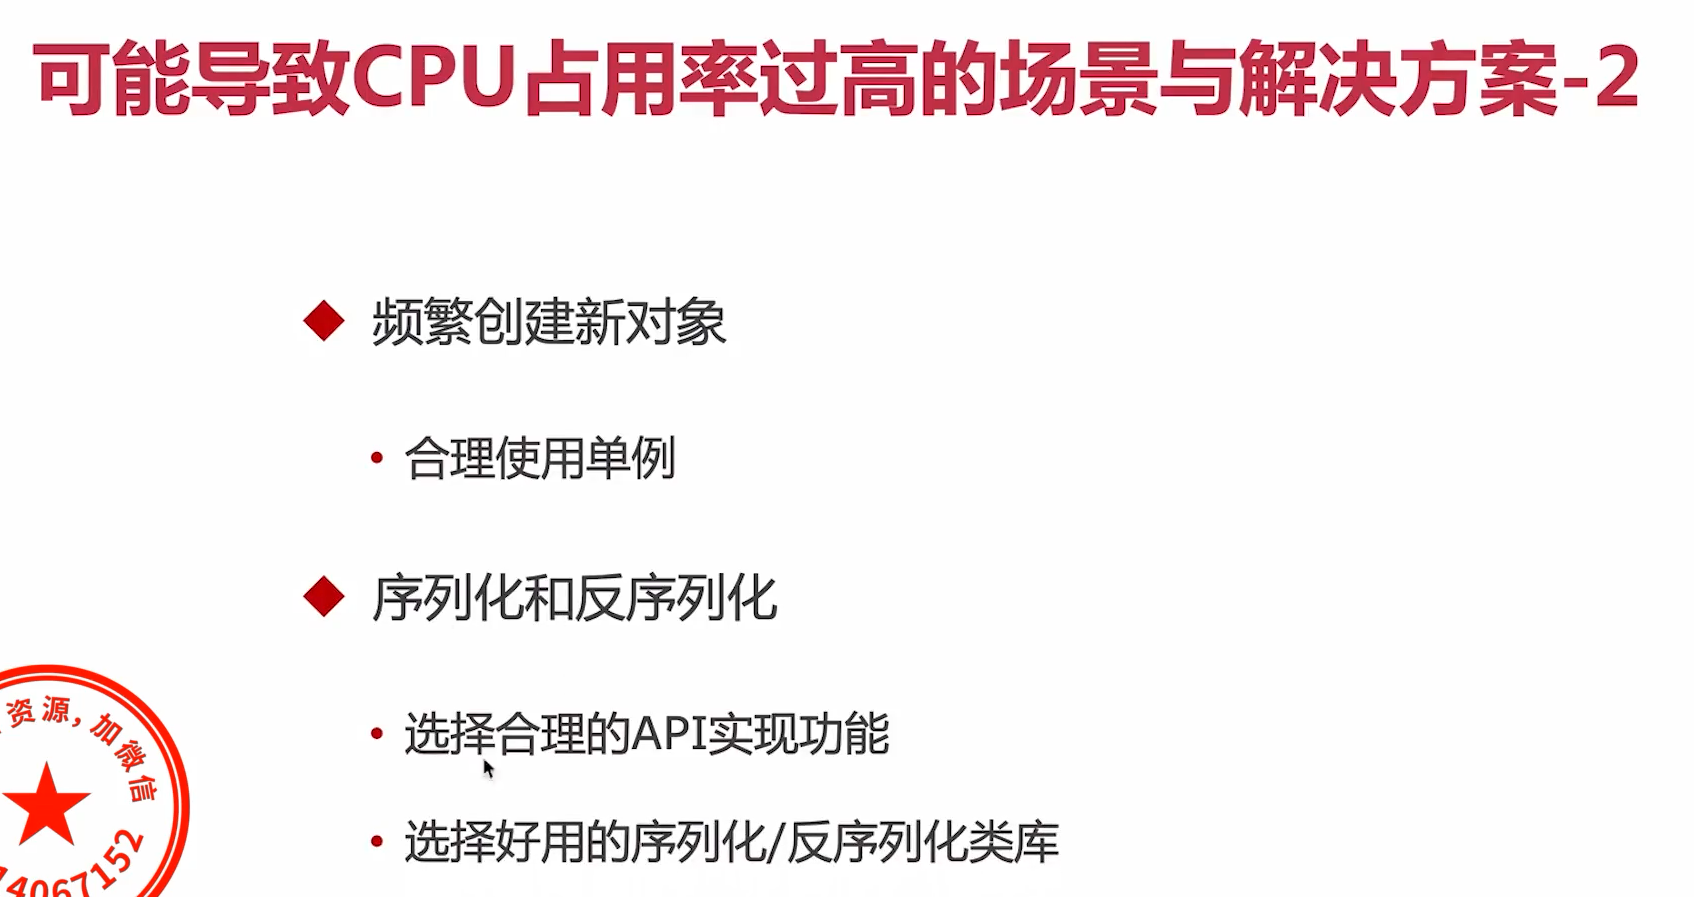 可能导致CPU占用率过高的场景与解决方案-2
频繁创建新对象
合理使用单例
序列化和反序列化
选择合理的API实现功能
选择好用的序列化/反序列化类库
资源,加微信
4067152